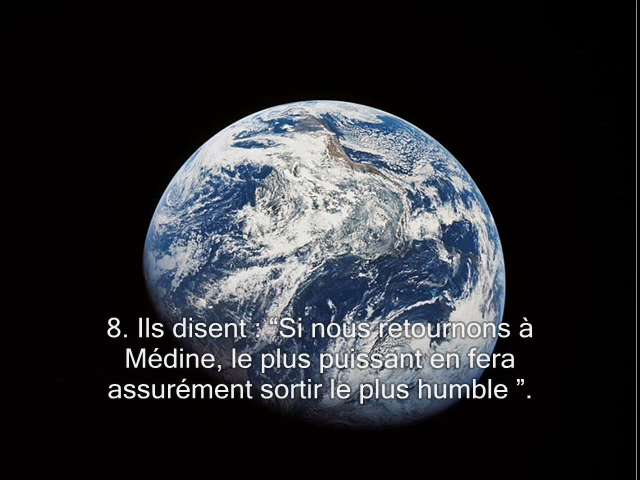 8. Ils disent : “Si nous retournons à
Médine, le plus puissant en fera
assurément sortir le plus humble ”.